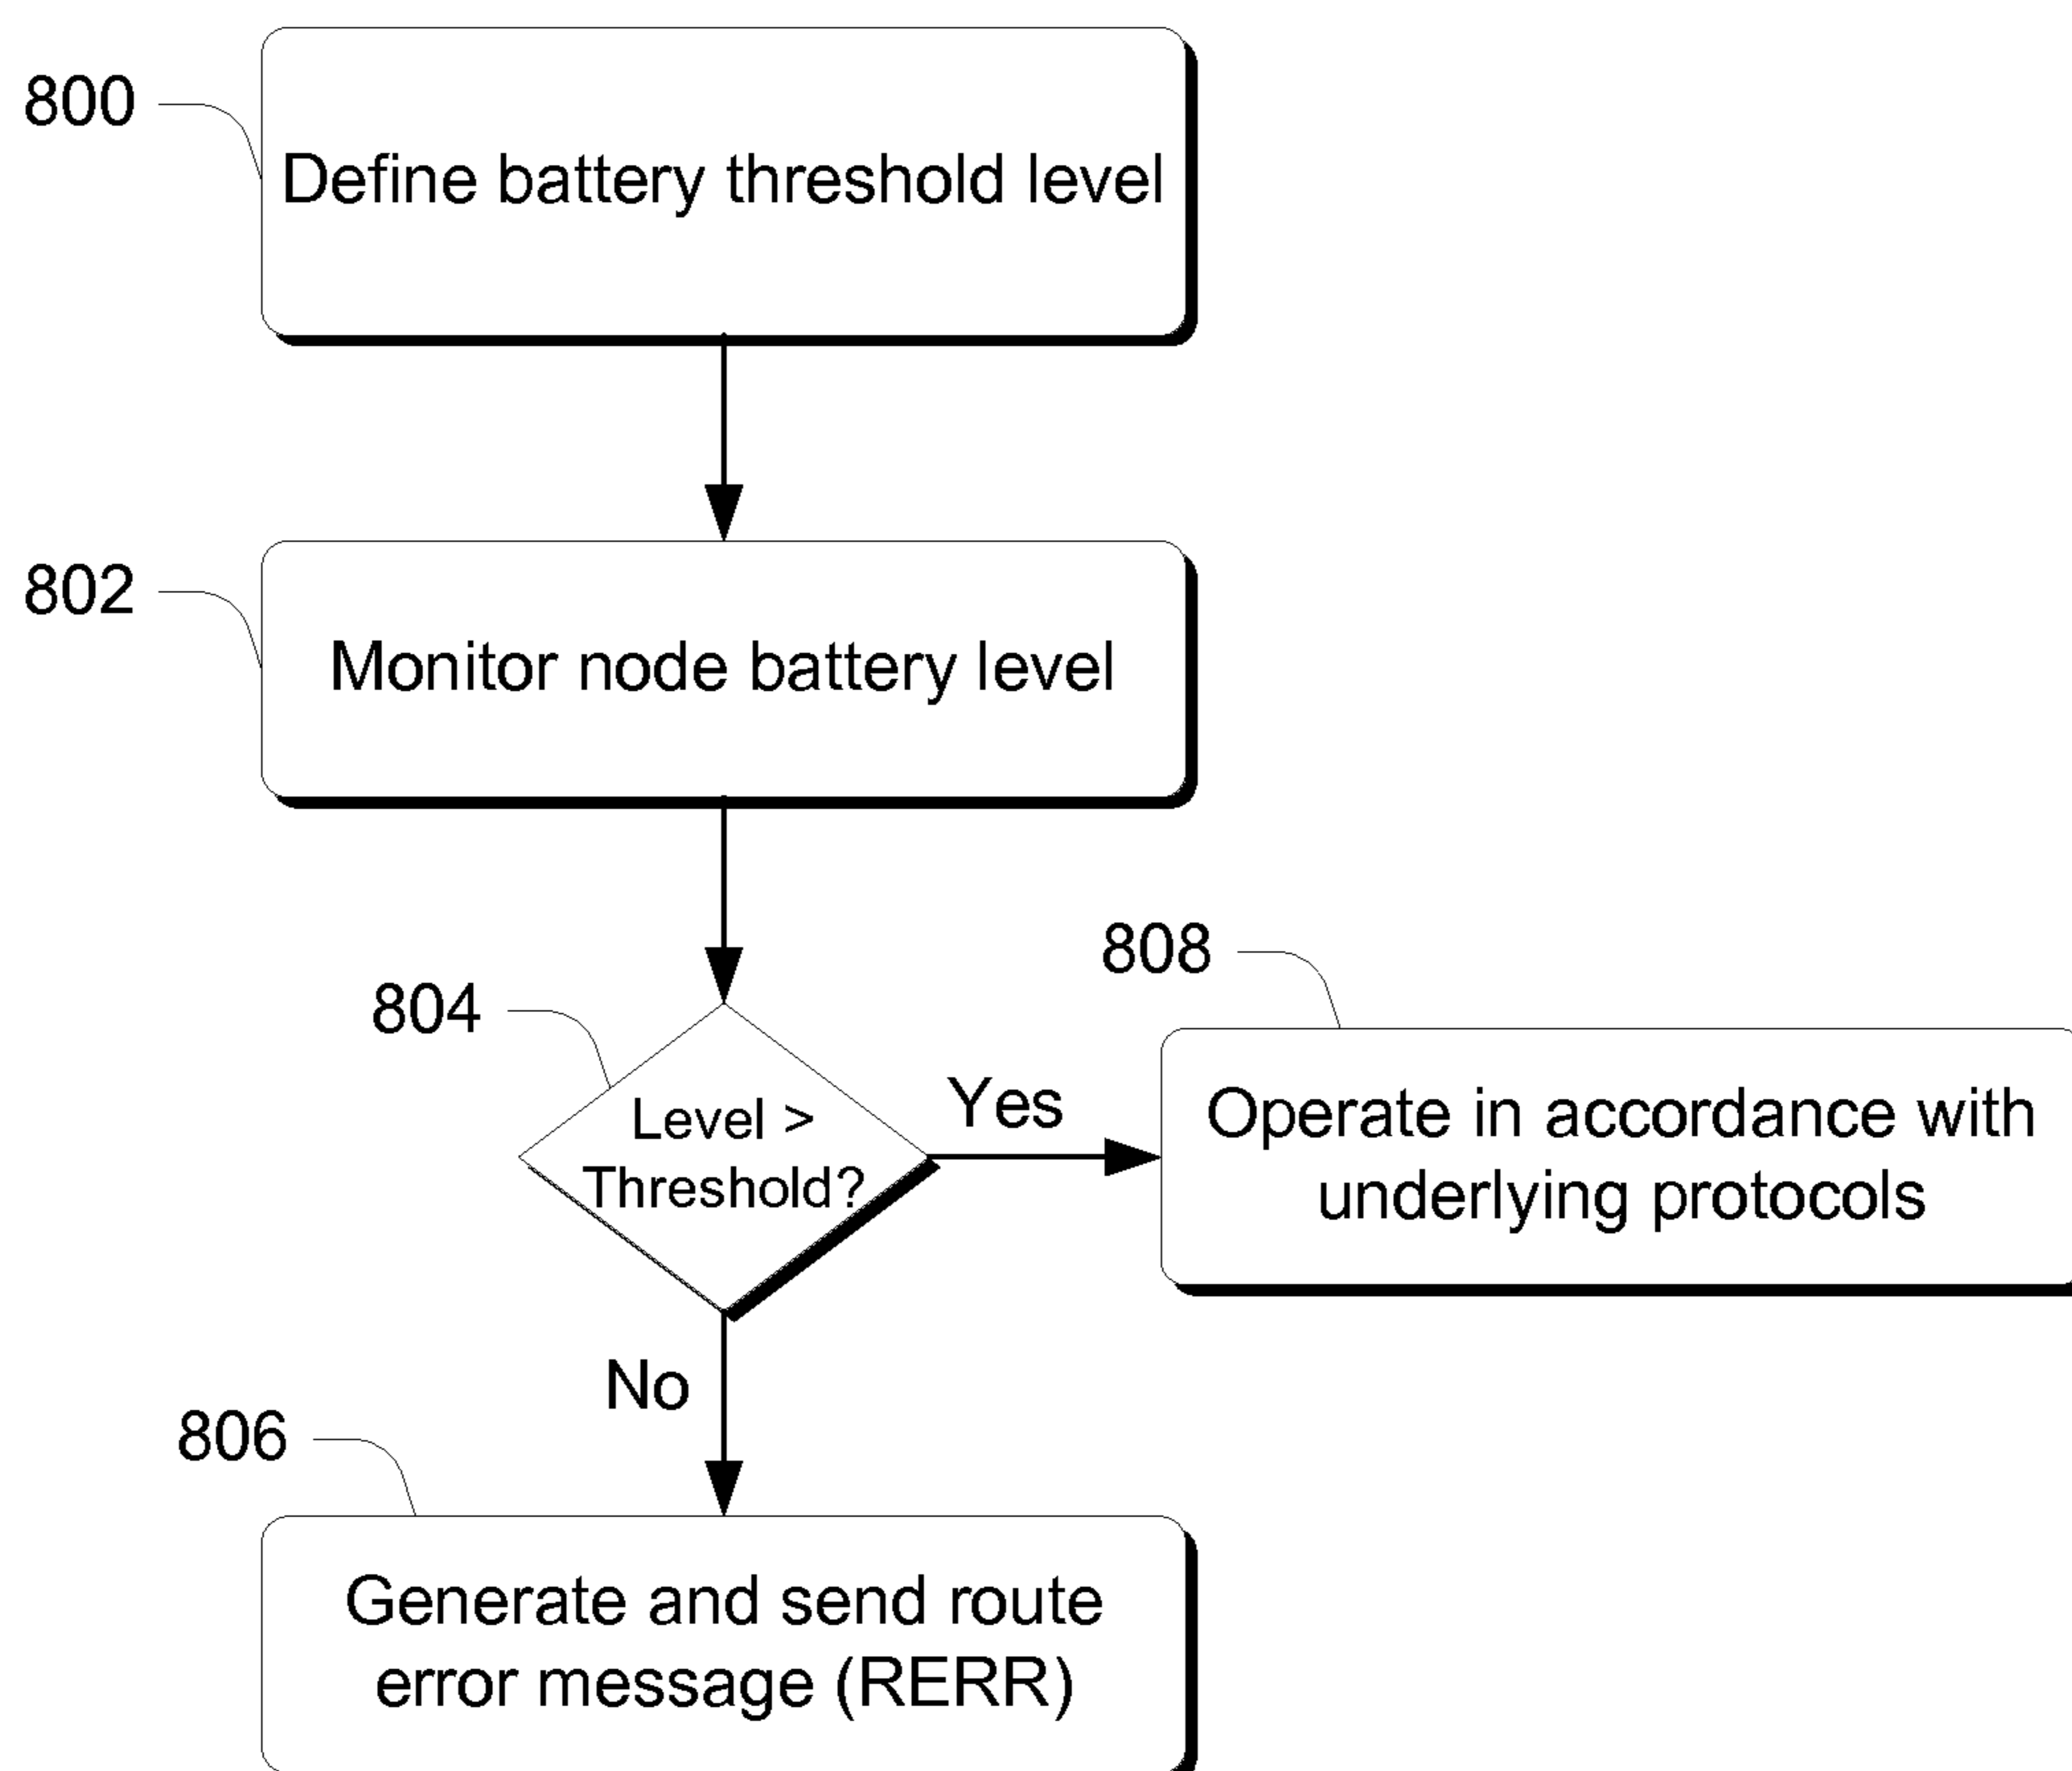 800
Define battery threshold level
802
Monitor node battery level
804
Level >
Threshold?
Yes
808
Operate in accordance with
underlying protocols
No
806
Generate and send route
error message (RERR)